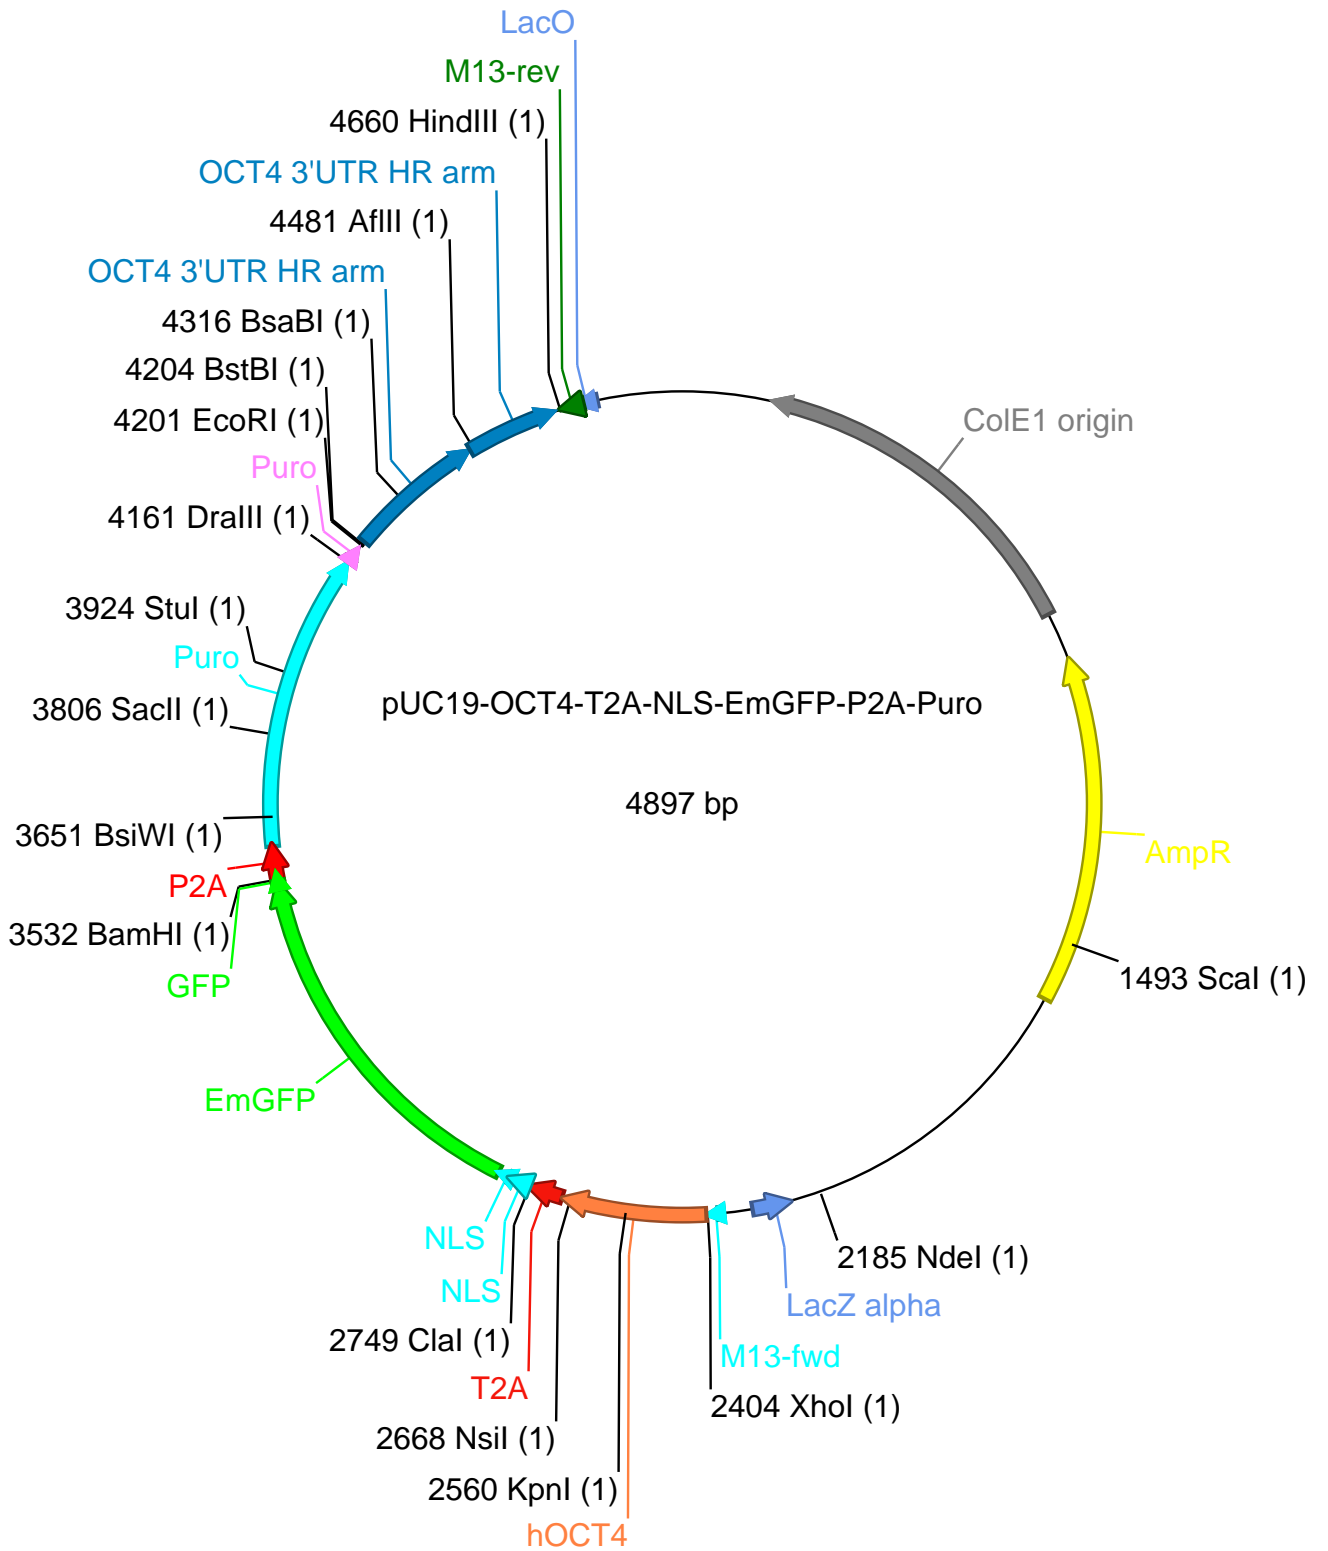 LacO
M13-rev
4660 HindIII (1)
OCT4 3'UTR HR arm
4481 AflII (1)
OCT4 3'UTR HR arm
4316 BsaBI (1)
4204 BstBI (1)
4201 EcoRI (1)
Puro
4161 DraIII (1)
3924 StuI (1)
Puro
3806 SacII (1)
3651 BsiWI (1)
P2A
3532 BamHI (1)
GFP
EmGFP
NLS
NLS
2749 ClaI (1)
T2A
2668 NsiI (1)
2560 KpnI (1)
hOCT4
2404 XhoI (1)
M13-fwd
LacZ alpha
2185 NdeI (1)
1493 ScaI (1)
AmpR
ColE1 origin
pUC19-OCT4-T2A-NLS-EmGFP-P2A-Puro
4897 bp